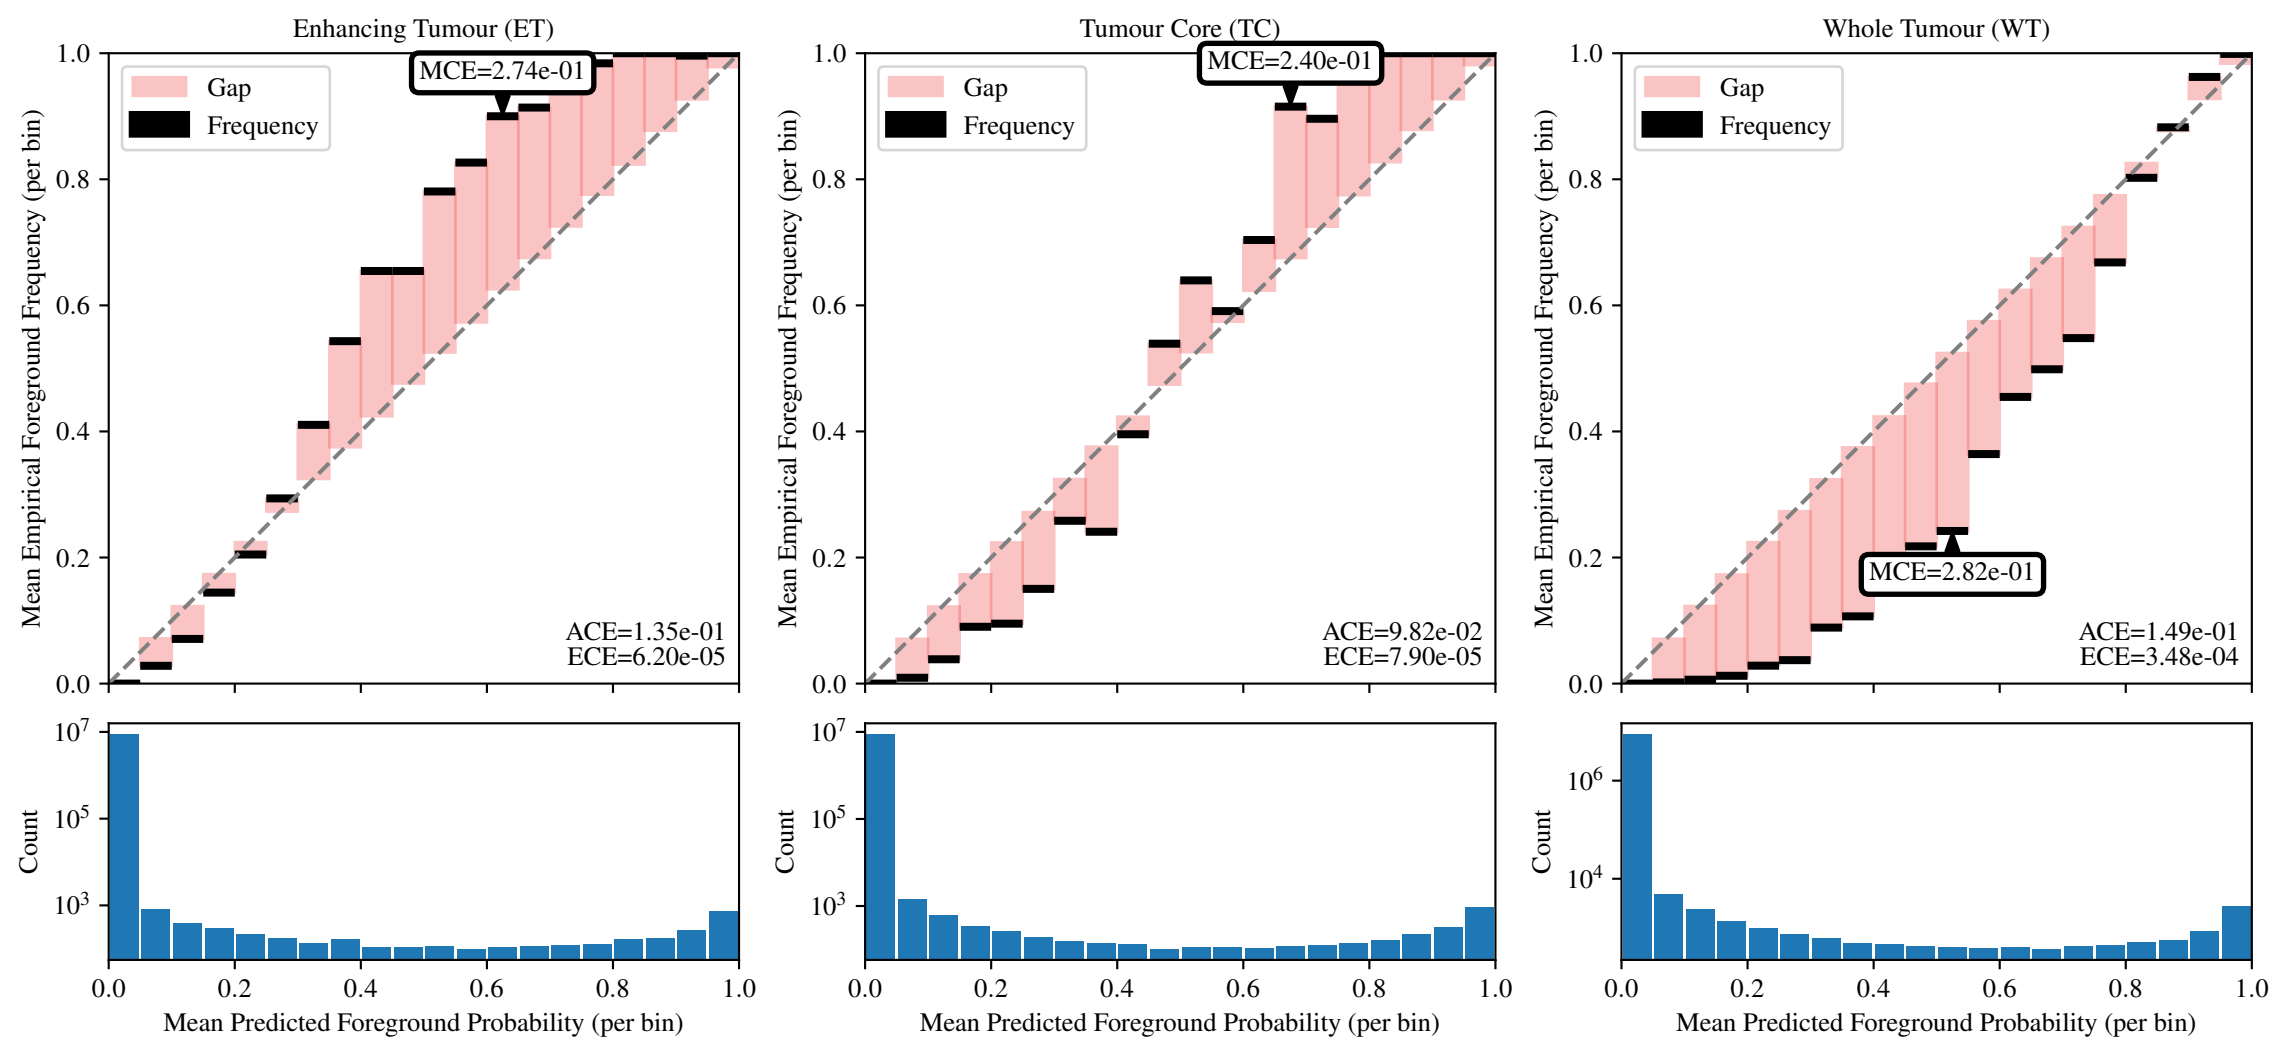 Enhancing Tumour (ET)
Mean Empirical Foreground Frequency (per bin)
1.0
0.8
0.6
0.4
0.2
0.0
Gap
Frequency
MCE=2.74e-01
ACE=1.35e-01
ECE=6.20e-05
Count
10^7
10^5
10^3
0.0 0.2 0.4 0.6 0.8 1.0
Mean Predicted Foreground Probability (per bin)
Tumour Core (TC)
Mean Empirical Foreground Frequency (per bin)
1.0
0.8
0.6
0.4
0.2
0.0
Gap
Frequency
MCE=2.40e-01
ACE=9.82e-02
ECE=7.90e-05
Count
10^7
10^5
10^3
0.0 0.2 0.4 0.6 0.8 1.0
Mean Predicted Foreground Probability (per bin)
Whole Tumour (WT)
Mean Empirical Foreground Frequency (per bin)
1.0
0.8
0.6
0.4
0.2
0.0
Gap
Frequency
MCE=2.82e-01
ACE=1.49e-01
ECE=3.48e-04
Count
10^6
10^4
0.0 0.2 0.4 0.6 0.8 1.0
Mean Predicted Foreground Probability (per bin)